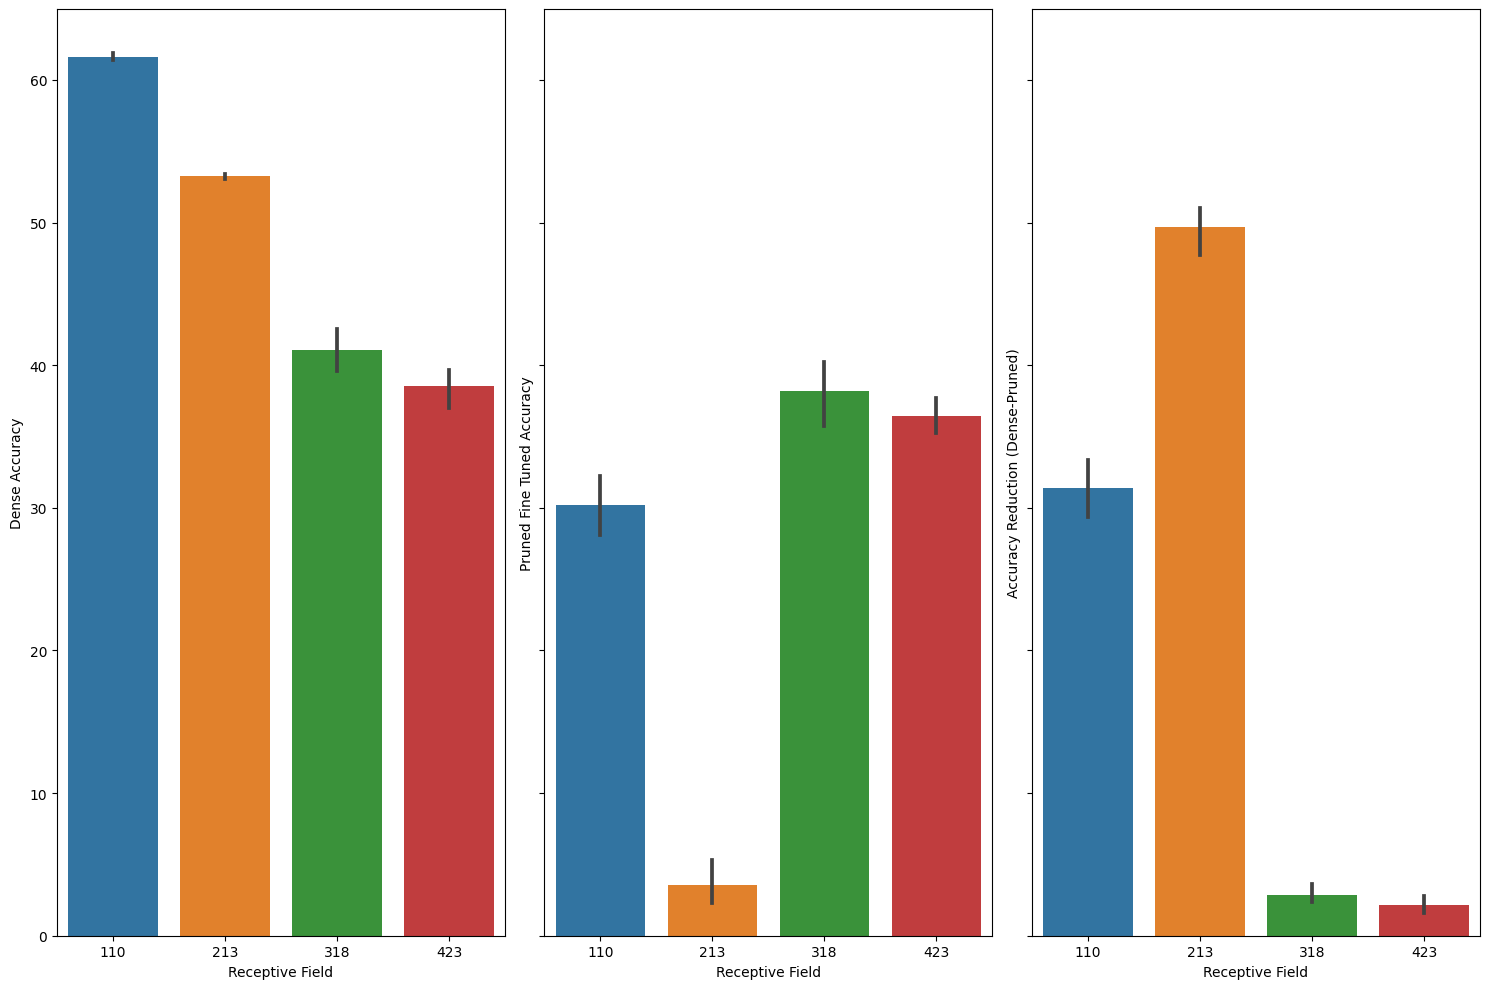 Dense Accuracy
60
50
40
30
20
10
0
110 213 318 423
Receptive Field
Pruned Fine Tuned Accuracy
110 213 318 423
Receptive Field
Accuracy Reduction (Dense-Pruned)
110 213 318 423
Receptive Field